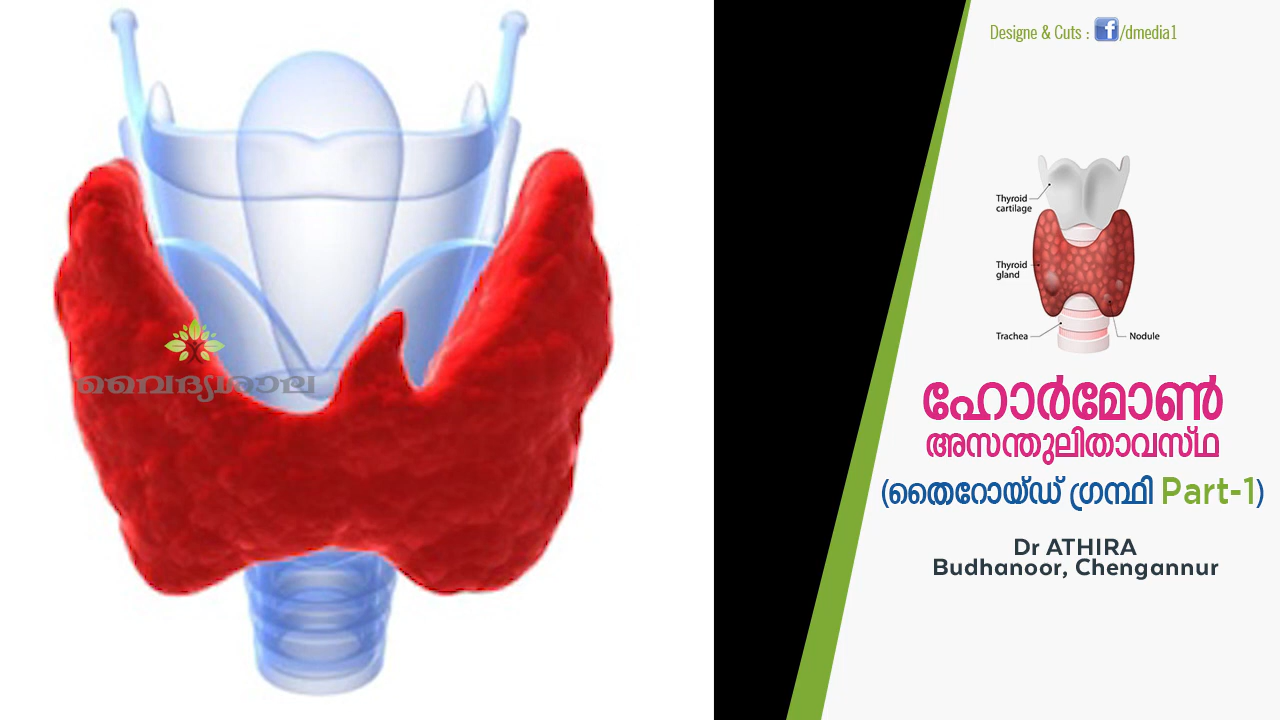 Designe & Cuts : f/dmedia1
Thyroid
cartilage
Thyroid
gland
Trachea
Nodule
വൈദ്യശാല
ഹോർമോൺ
അസന്തുലിതാവസ്ഥ
(തൈറോയ്ഡ് ഗ്രന്ഥി Part-1)
Dr ATHIRA
Budhanoor, Chengannur